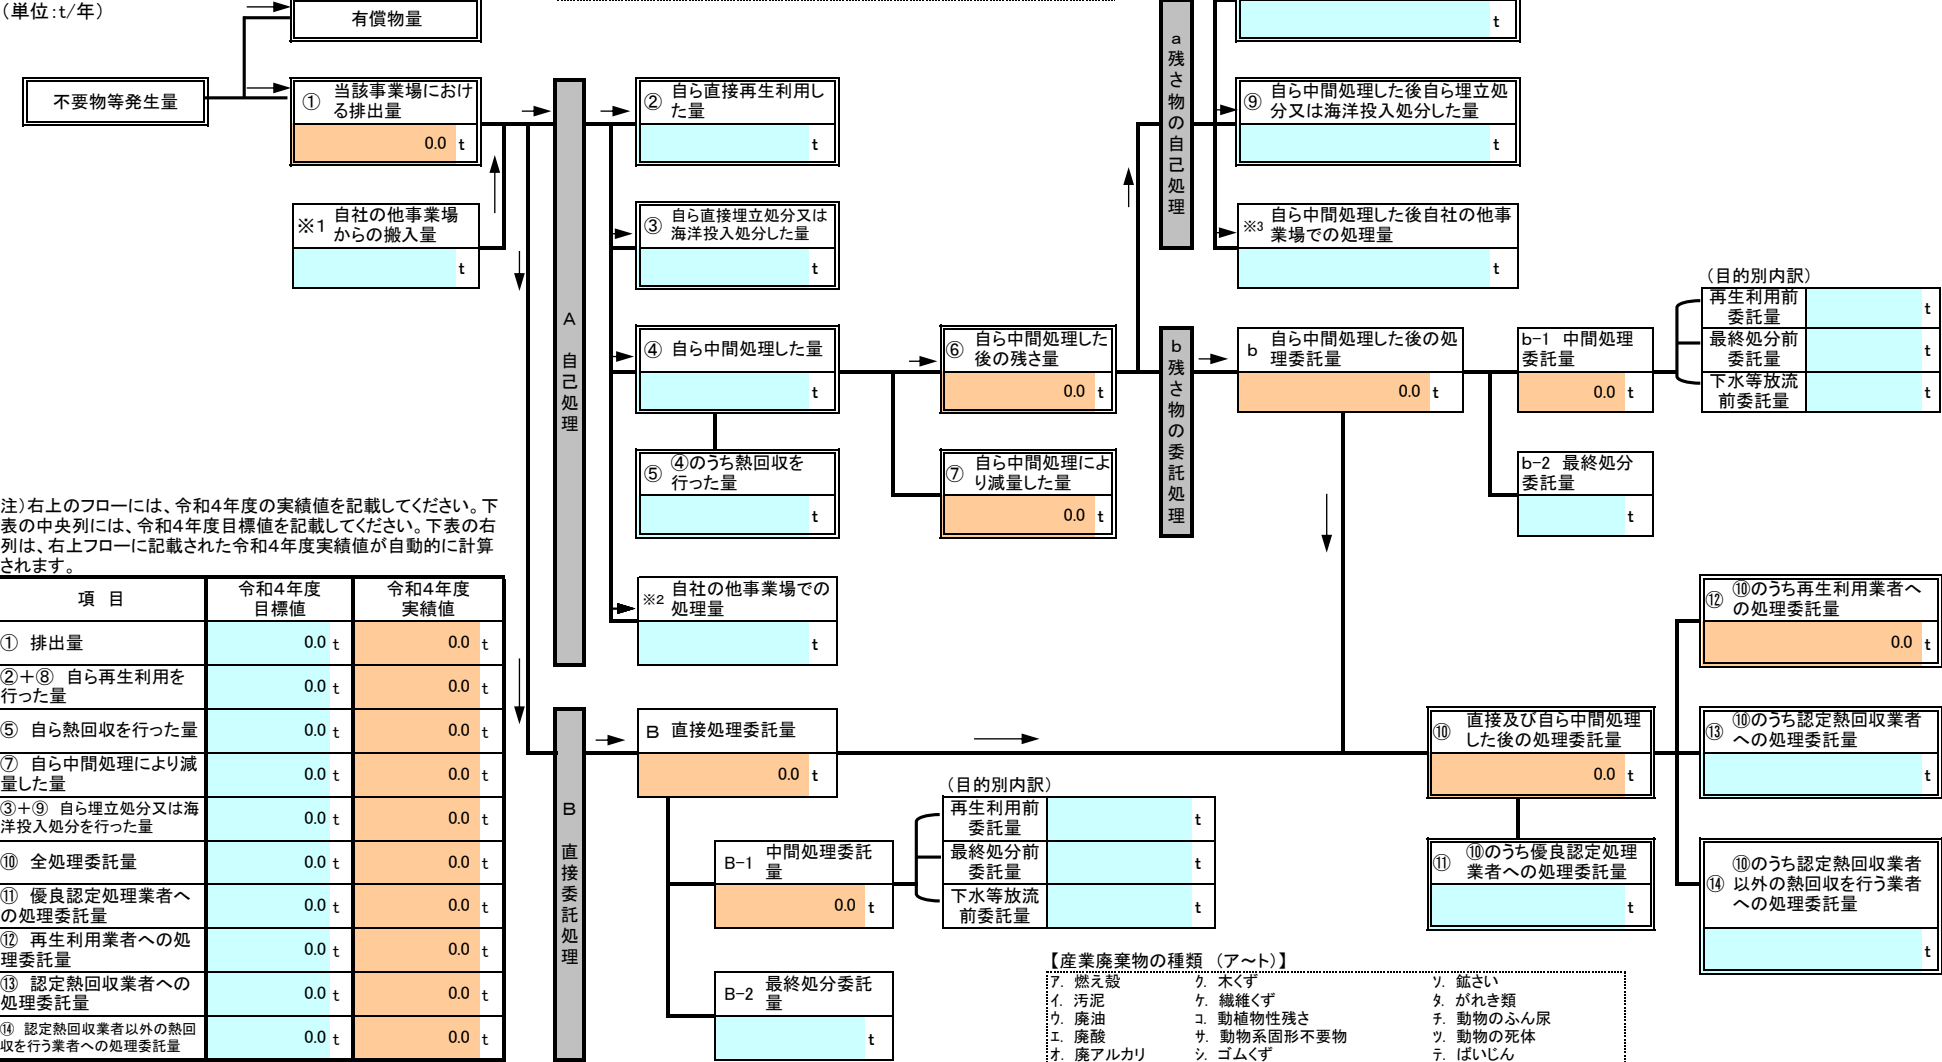 (単位:t/年)
有償物量
不要物等発生量
① 当該事業場におけ
る排出量
0.0 t
※1 自社の他事業場
からの搬入量
t
A
自己処理
② 自ら直接再生利用し
た量
t
③ 自ら直接埋立処分又は
海洋投入処分した量
t
④ 自ら中間処理した量
t
⑤ ④のうち熱回収を
行った量
t
※2 自社の他事業場での
処理量
t
⑥ 自ら中間処理した
後の残さ量
0.0 t
⑦ 自ら中間処理によ
り減量した量
0.0 t
a残さ物の自己処理
t
⑨ 自ら中間処理した後自ら埋立処
分又は海洋投入処分した量
t
※3 自ら中間処理した後自社の他事
業場での処理量
t
b残さ物の委託処理
b 自ら中間処理した後の処
理委託量
0.0 t
b-1 中間処理
委託量
0.0 t
b-2 最終処分
委託量
t
(目的別内訳)
再生利用前
委託量
t
最終処分前
委託量
t
下水等放流
前委託量
t
注)右上のフローには、令和4年度の実績値を記載してください。下
表の中央列には、令和4年度目標値を記載してください。下表の右
列は、右上フローに記載された令和4年度実績値が自動的に計算
されます。
項 目 令和4年度 令和4年度
目標値 実績値
① 排出量 0.0 t 0.0 t
②+⑧ 自ら再生利用を
行った量 0.0 t 0.0 t
⑤ 自ら熱回収を行った量 0.0 t 0.0 t
⑦ 自ら中間処理により減
量した量 0.0 t 0.0 t
③+⑨ 自ら埋立処分又は海
洋投入処分を行った量 0.0 t 0.0 t
⑩ 全処理委託量 0.0 t 0.0 t
⑪ 優良認定処理業者へ
の処理委託量 0.0 t 0.0 t
⑫ 再生利用業者への処
理委託量 0.0 t 0.0 t
⑬ 認定熱回収業者への
処理委託量 0.0 t 0.0 t
⑭ 認定熱回収業者以外の熱回
収を行う業者への処理委託量 0.0 t 0.0 t
B
直接委託処理
B 直接処理委託量
0.0 t
B-1 中間処理委託
量
0.0 t
B-2 最終処分委託
量
t
(目的別内訳)
再生利用前
委託量
t
最終処分前
委託量
t
下水等放流
前委託量
t
⑩ 直接及び自ら中間処理
した後の処理委託量
0.0 t
⑪ ⑩のうち優良認定処理
業者への処理委託量
t
⑫ ⑩のうち再生利用業者へ
の処理委託量
0.0 t
⑬ ⑩のうち認定熱回収業者
への処理委託量
t
⑭ ⑩のうち認定熱回収業者
以外の熱回収を行う業者
への処理委託量
t
【産業廃棄物の種類 (ア~ト)】
ア. 燃え殻 ク. 木くず ソ. 鉱さい
イ. 汚泥 ケ. 繊維くず タ. がれき類
ウ. 廃油 コ. 動植物性残さ チ. 動物のふん尿
エ. 廃酸 サ. 動物系固形不要物 ツ. 動物の死体
オ. 廃アルカリ シ. ゴムくず テ. ばいじん